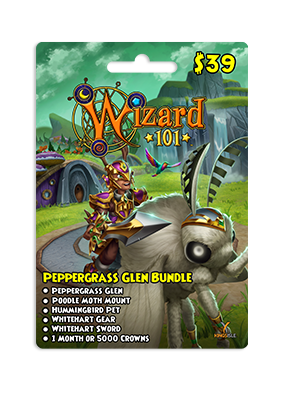 $39
Wizard
101
Peppergrass Glen Bundle
• Peppergrass Glen
• Poodle Moth Mount
• Hummingbird Pet
• Whitehart Gear
• Whitehart Sword
• 1 Month or 5000 Crowns
KINGSISLE